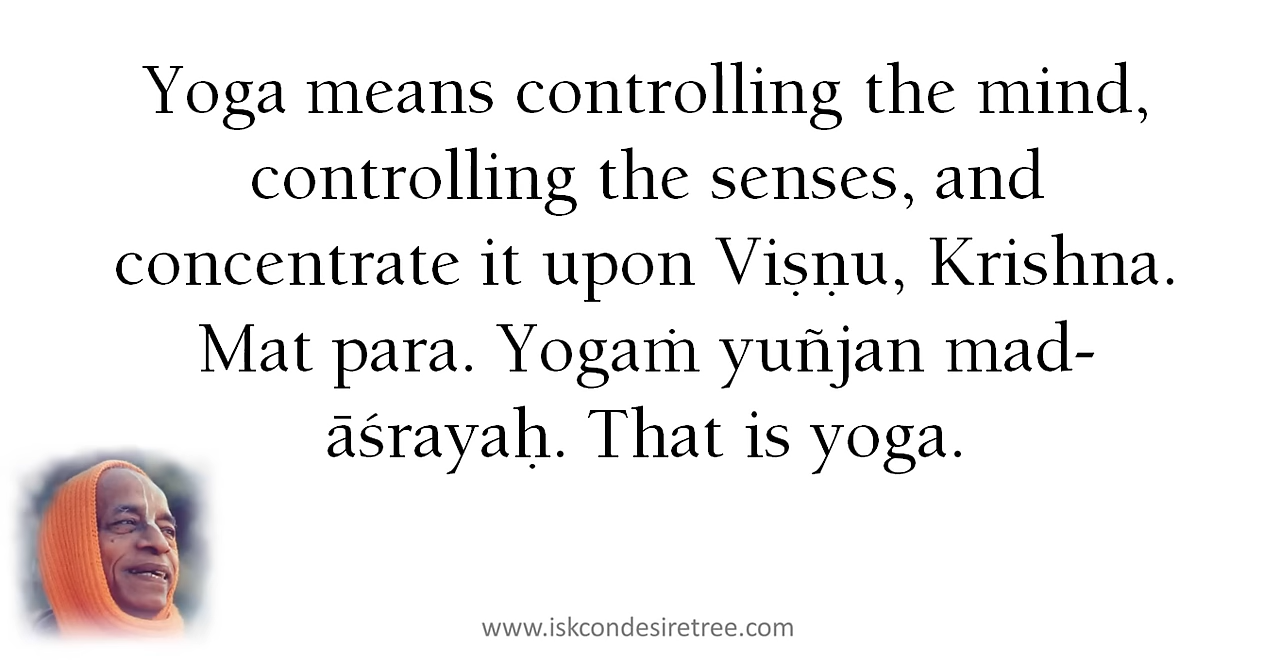 Yoga means controlling the mind,
controlling the senses, and
concentrate it upon Viṣṇu, Krishna.
Mat para. Yogaṁ yuñjan mad-
āśrayaḥ. That is yoga.
www.iskcondesiretree.com